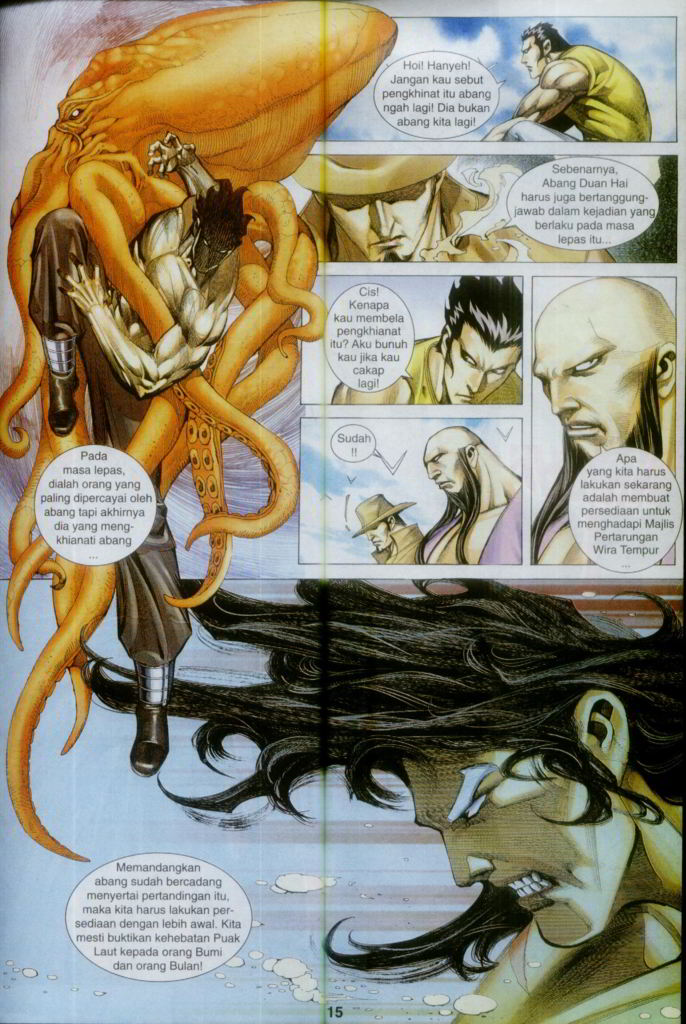 Hoi! Hanyeh!
Jangan kau sebut
pengkhinat itu abang
ngah lagi! Dia bukan
abang kita lagi!
Sebenarnya,
Abang Duan Hai
harus juga bertanggung-
jawab dalam kejadian yang
berlaku pada masa
lepas itu...
Cis!
Kenapa
kau membela
pengkhianat
itu? Aku bunuh
kau jika kau
cakap
lagi!
Sudah
!!
Apa
yang kita harus
lakukan sekarang
adalah membuat
persediaan untuk
menghadapi Majlis
Pertarungan
Wira Tempur
...
Pada
masa lepas,
dialah orang yang
paling dipercayai oleh
abang tapi akhirnya
dia yang meng-
khianati abang
...
Memandangkan
abang sudah bercadang
menyertai pertandingan itu,
maka kita harus lakukan per-
sediaan dengan lebih awal. Kita
mesti buktikan kehebatan Puak
Laut kepada orang Bumi
dan orang Bulan!
15